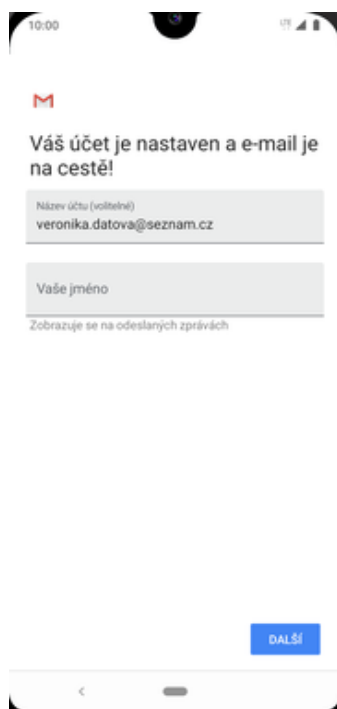 10:00
LTE
Váš účet je nastaven a e-mail je
na cestě!
Název účtu (volitelné)
veronika.datova@seznam.cz
Vaše jméno
Zobrazuje se na odeslaných zprávách
DALŠÍ